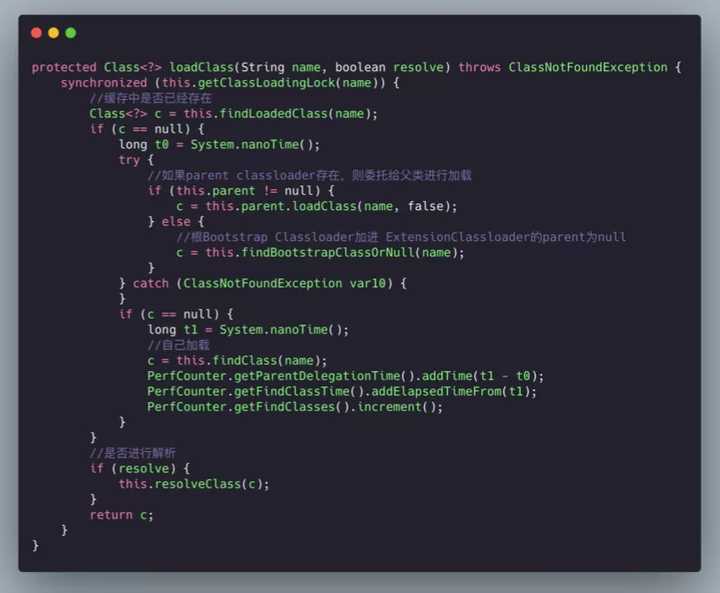 protected Class<?> loadClass(String name, boolean resolve) throws ClassNotFoundException {
    synchronized (this.getClassLoadingLock(name)) {
        //缓存中是否已经存在
        Class<?> c = this.findLoadedClass(name);
        if (c == null) {
            long t0 = System.nanoTime();
            try {
                //如果parent classloader存在，则委托给父类进行加载
                if (this.parent != null) {
                    c = this.parent.loadClass(name, false);
                } else {
                    //根Bootstrap Classloader加进 ExtensionClassloader的parent为null
                    c = this.findBootstrapClassOrNull(name);
                }
            } catch (ClassNotFoundException var10) {
            }
            if (c == null) {
                long t1 = System.nanoTime();
                //自己加载
                c = this.findClass(name);
                PerfCounter.getParentDelegationTime().addTime(t1 - t0);
                PerfCounter.getFindClassTime().addElapsedTimeFrom(t1);
                PerfCounter.getFindClasses().increment();
            }
        }
        //是否进行解析
        if (resolve) {
            this.resolveClass(c);
        }
        return c;
    }
}